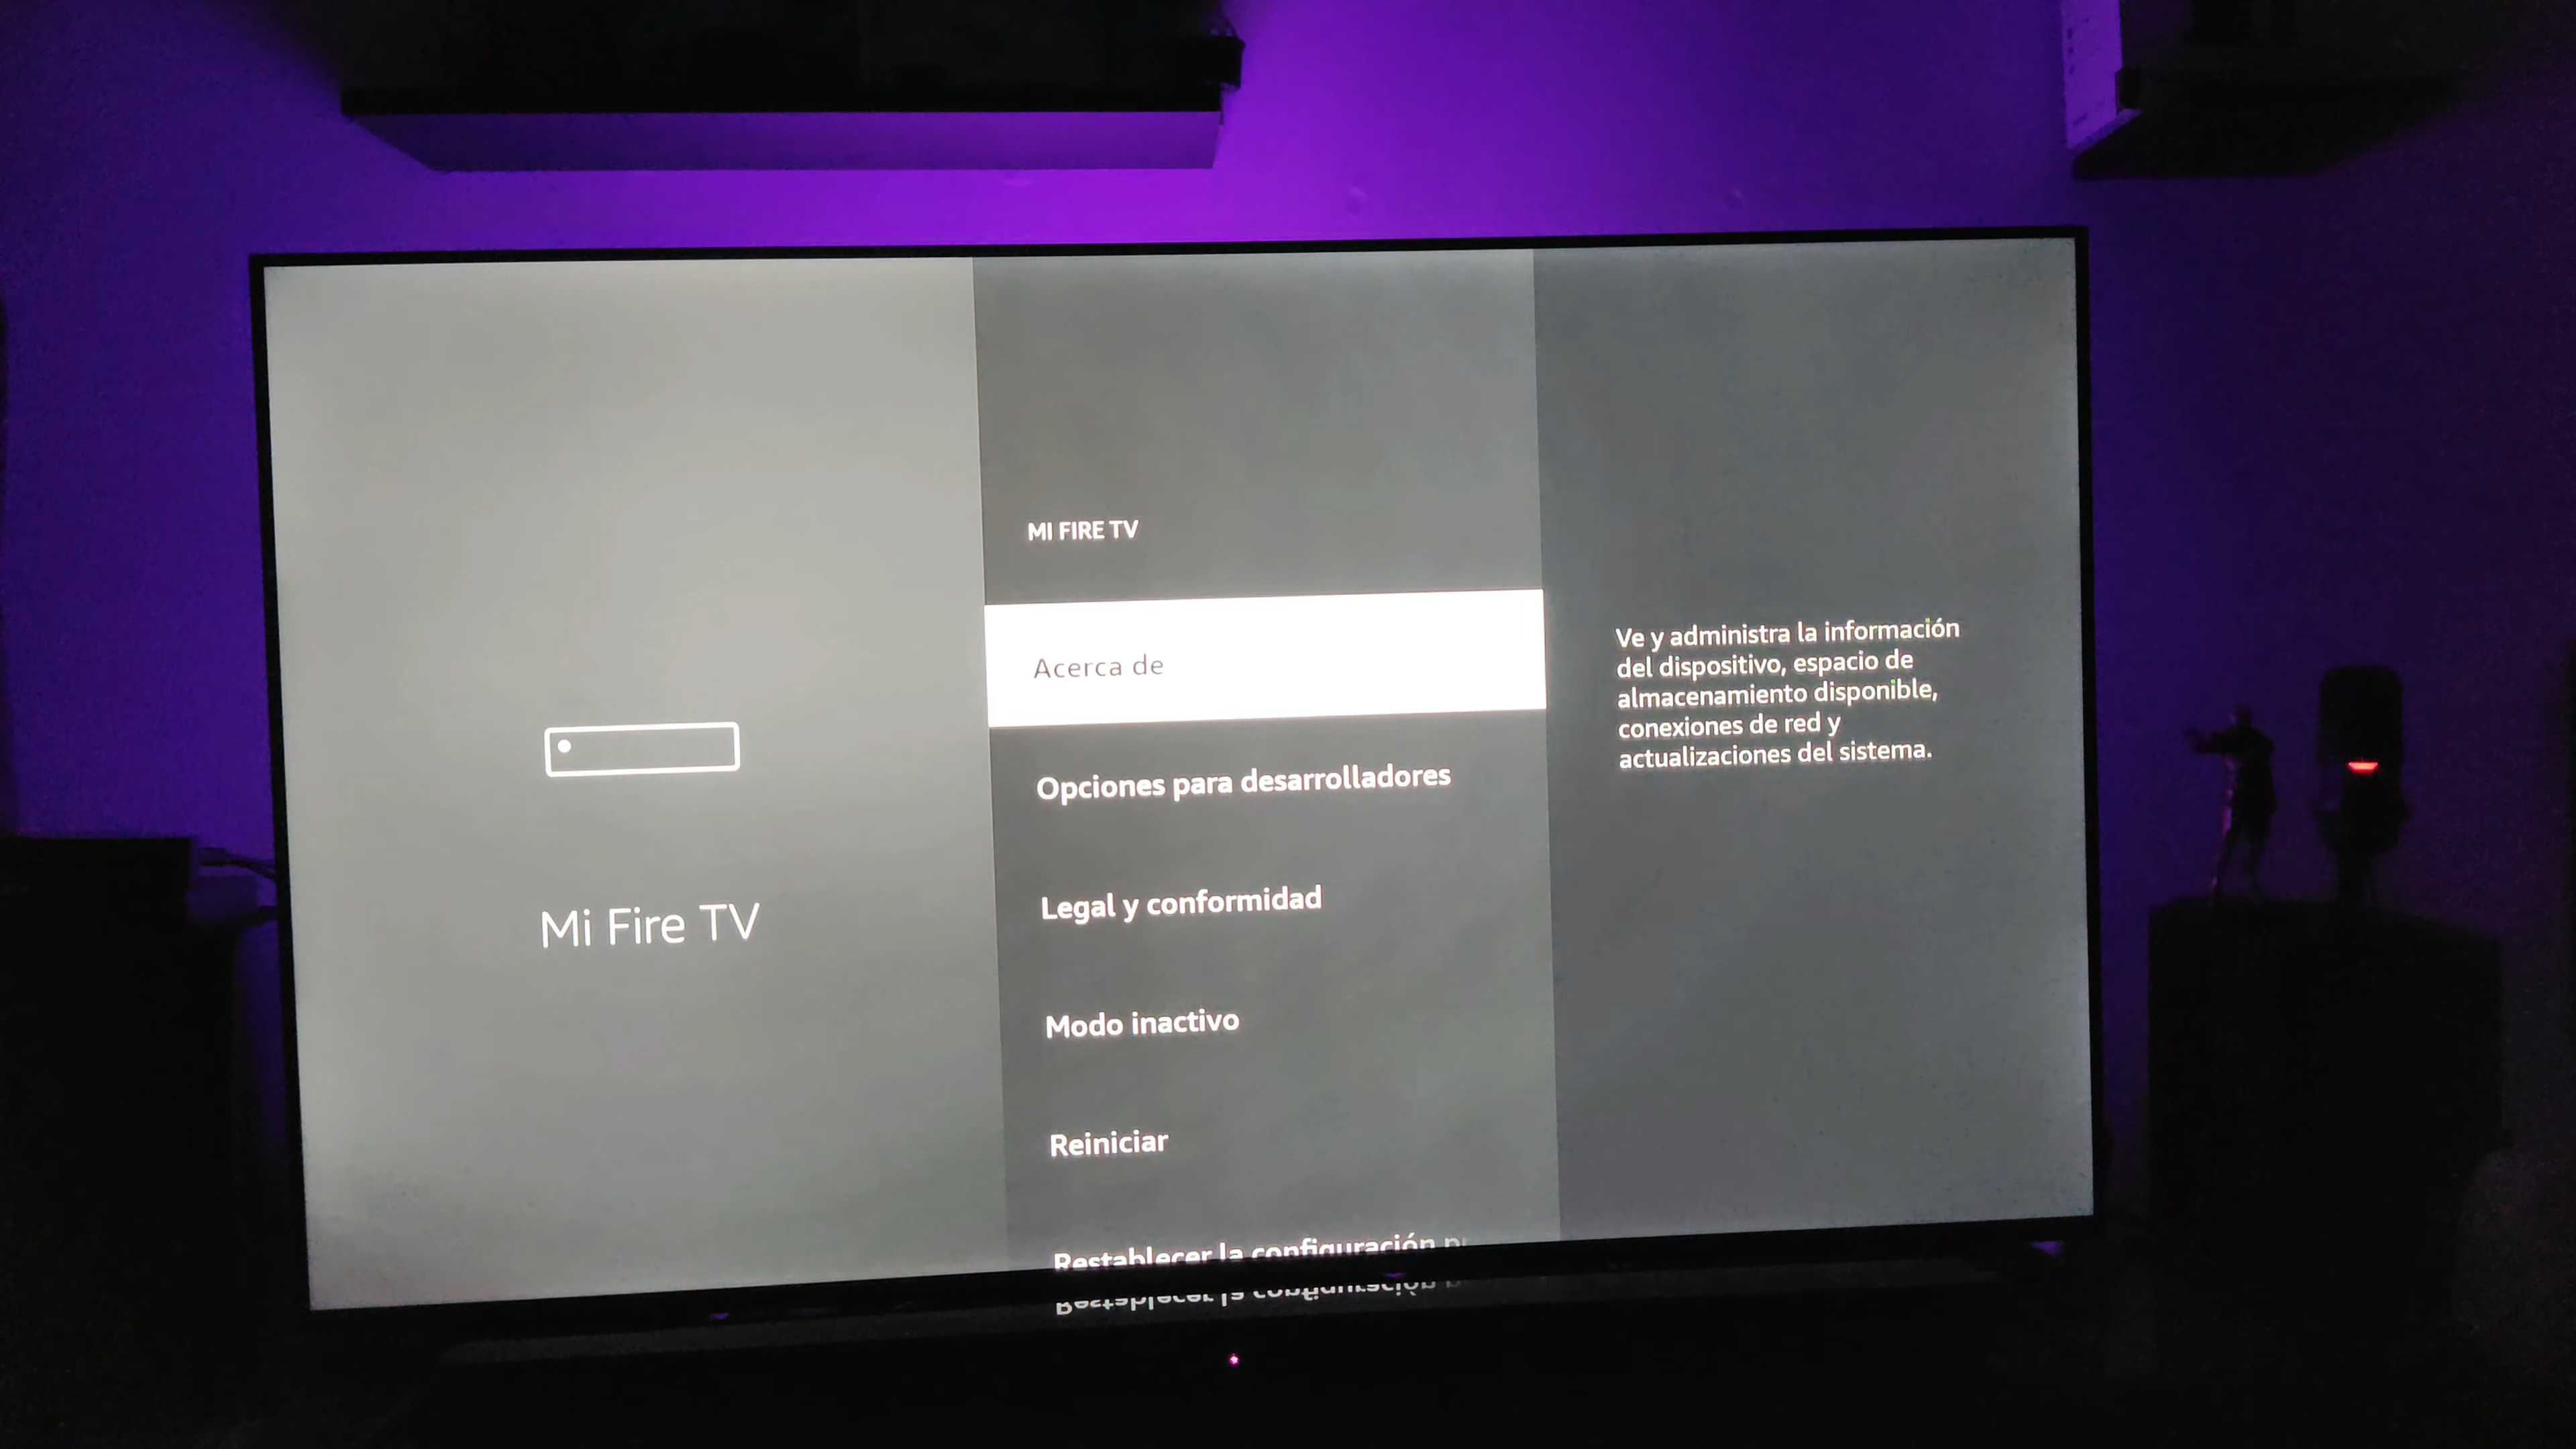 MI FIRE TV
Acerca de
Opciones para desarrolladores
Legal y conformidad
Modo inactivo
Reiniciar
Restablecer la configuración
Mi Fire TV
Ve y administra la información
del dispositivo, espacio de
almacenamiento disponible,
conexiones de red y
actualizaciones del sistema.